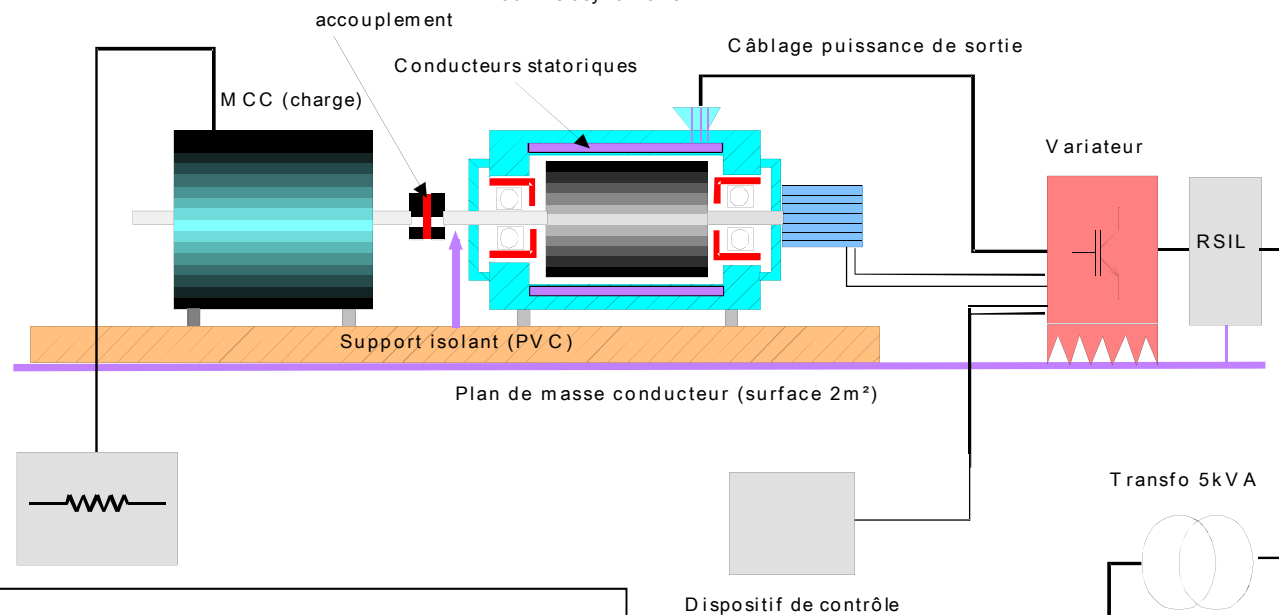 accouplement
Câblage puissance de sortie
Conducteurs statoriques
MCC (charge)
Variateur
RSIL
Support isolant (PVC)
Plan de masse conducteur (surface 2m²)
Transfo 5kVA
Dispositif de contrôle